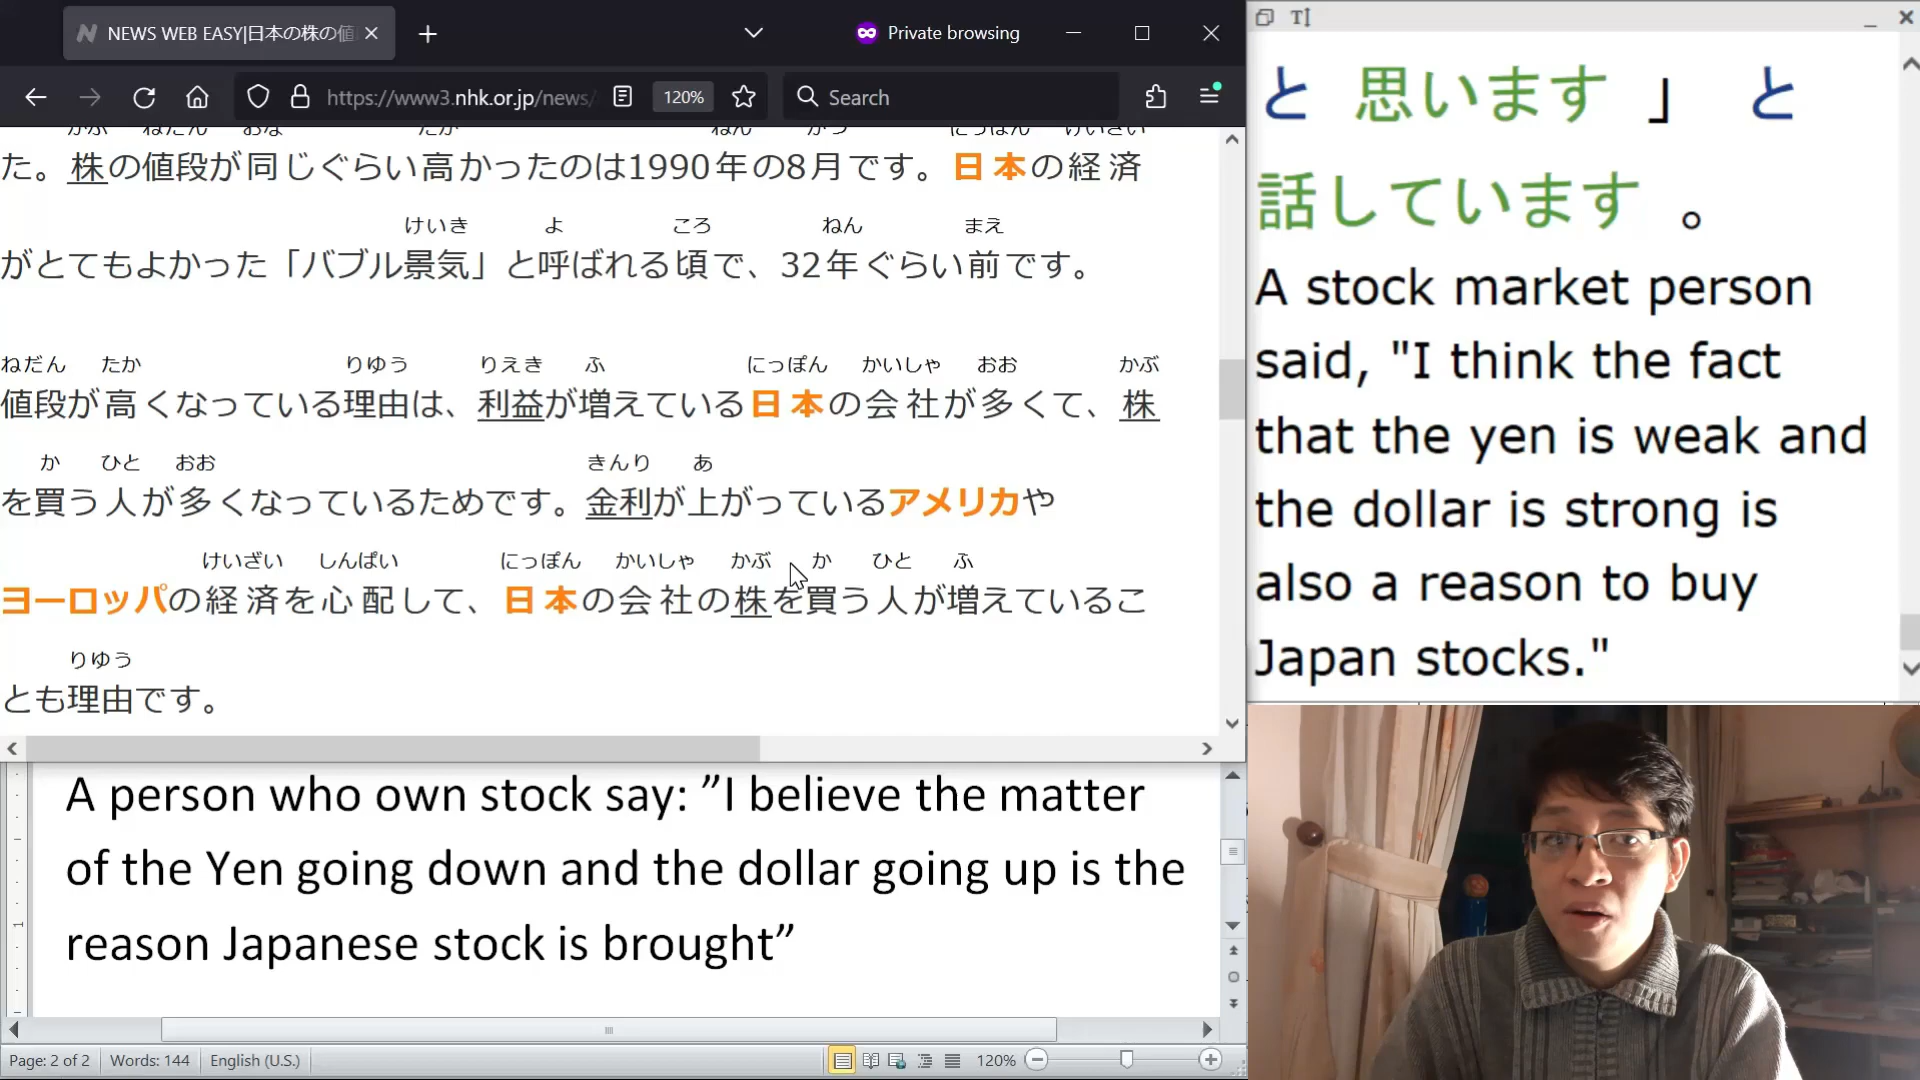 NEWS WEB EASY|日本の株の値
Private browsing
https://www3.nhk.or.jp/news/
120%
Search
た。株の値段が同じぐらい高かったのは1990年の8月です。日本の経済
けいき よ ころ ねん まえ
がとてもよかった「バブル景気」と呼ばれる頃で、32年ぐらい前です。
ねだん たか りゆう りえき ふ にっぽん かいしゃ おお かぶ
値段が高くなっている理由は、利益が増えている日本の会社が多くて、株
か ひと おお きんり あ
を買う人が多くなっているためです。金利が上がっているアメリカや
けいざい しんぱい にっぽん かいしゃ かぶ か ひと ふ
ヨーロッパの経済を心配して、日本の会社の株を買う人が増えているこ
りゆう
とも理由です。
と 思います 」 と
話しています 。
A stock market person
said, "I think the fact
that the yen is weak and
the dollar is strong is
also a reason to buy
Japan stocks."
A person who own stock say: ”I believe the matter
of the Yen going down and the dollar going up is the
reason Japanese stock is brought”
Page: 2 of 2
Words: 144
English (U.S.)
120%